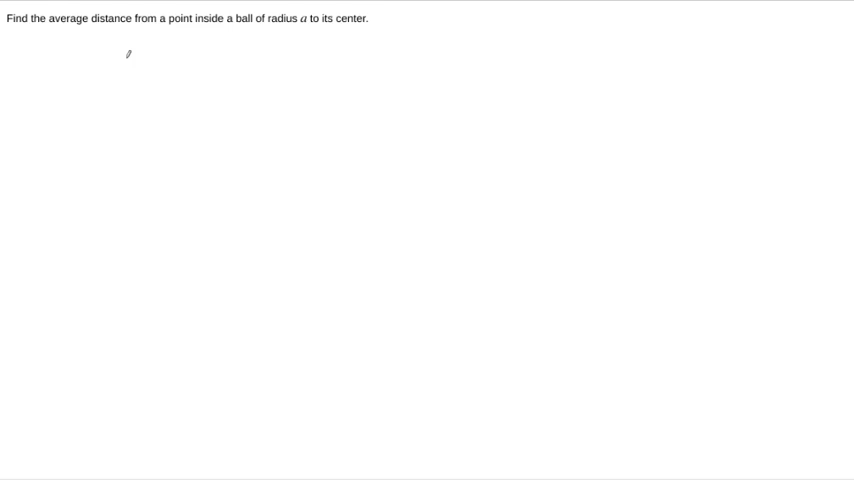 Find the average distance from a point inside a ball of radius a to its center.